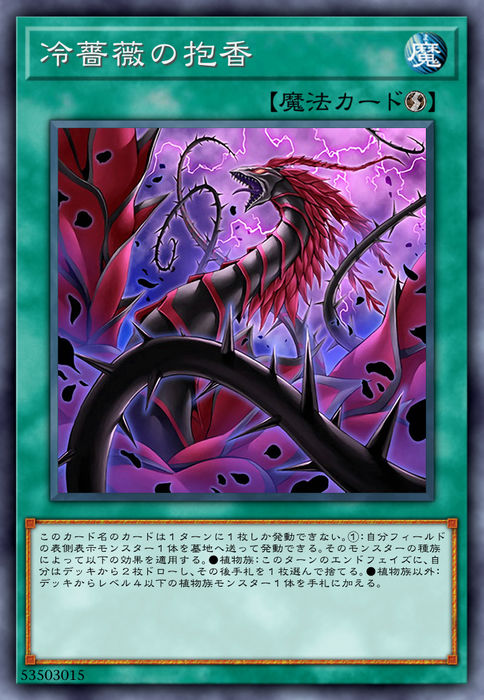 冷薔薇の抱香
魔
【魔法カード】
このカード名のカードは１ターンに１枚しか発動できない。①：自分フィールド
の表側表示モンスター１体を墓地へ送って発動できる。そのモンスターの種族
によって以下の効果を適用する。●植物族：このターンのエンドフェイズに、自
分はデッキから２枚ドローし、その後手札を１枚選んで捨てる。●植物族以外：
デッキからレベル４以下の植物族モンスター１体を手札に加える。
53503015